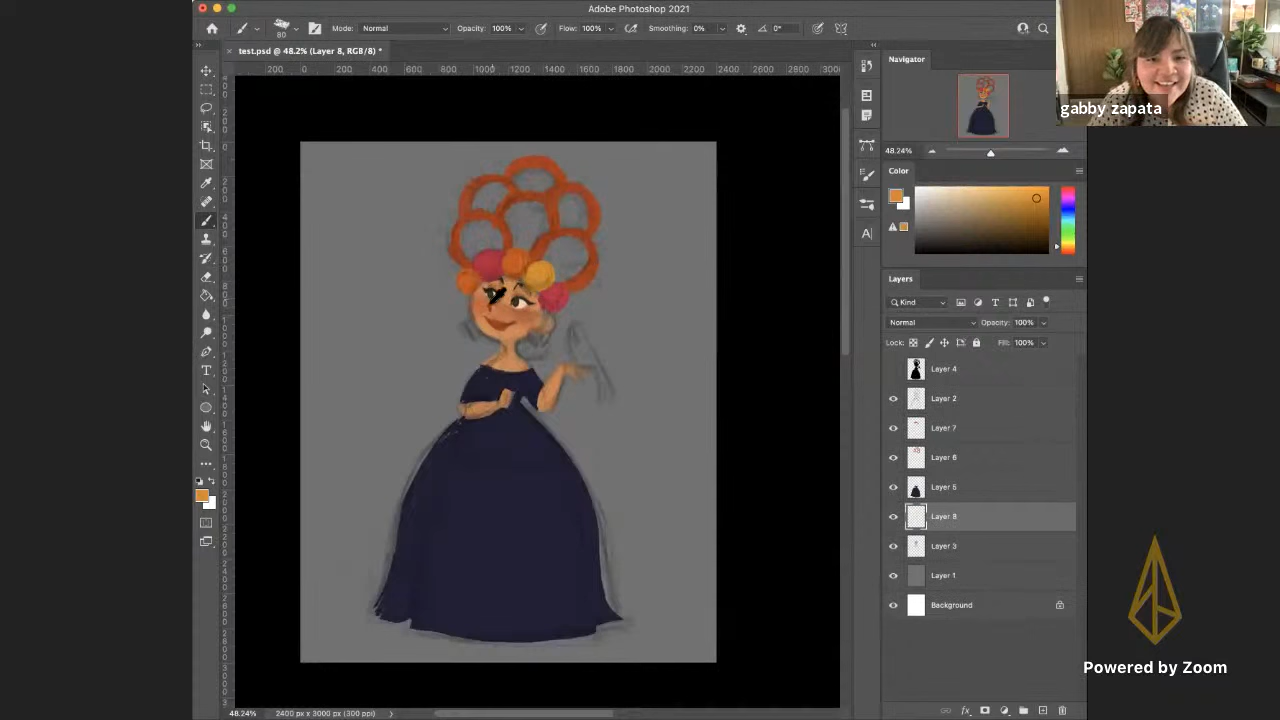 Adobe Photoshop 2021
80
Mode: Normal
Opacity: 100%
Flow: 100%
Smoothing: 0%
0°
test.psd @ 48.2% (Layer 8, RGB/8) *
200 0 200 400 600 800 1000 1200 1400 1600 1800 2000 2200 2400 2600 2800 3000
Navigator
48.24%
Color
Layers
Kind
Normal
Opacity: 100%
Lock:
Fill: 100%
Layer 4
Layer 2
Layer 7
Layer 6
Layer 5
Layer 8
Layer 3
Layer 1
Background
48.24%
2400 px x 3000 px (300 ppi)
gabby zapata
Powered by Zoom